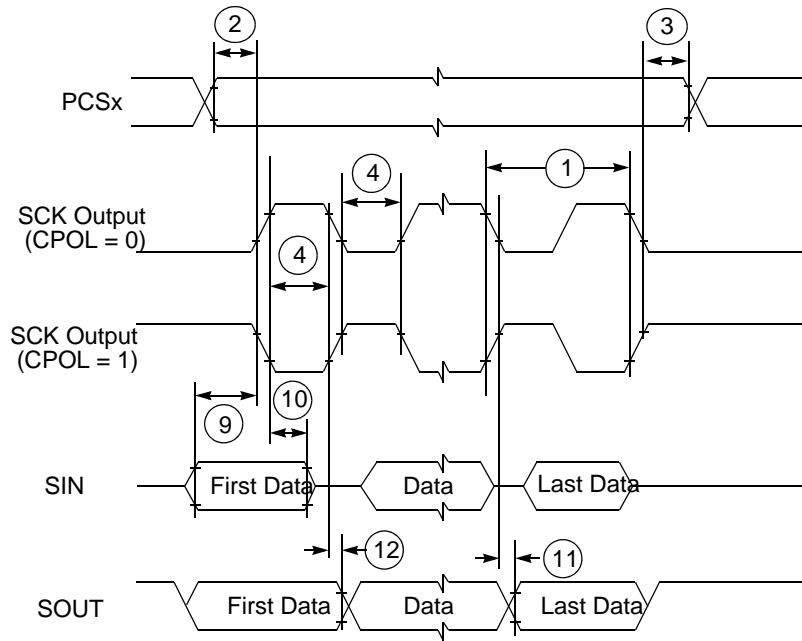 2
3
PCSx
4
1
SCK Output
(CPOL = 0)
4
SCK Output
(CPOL = 1)
9
10
SIN
First Data
Data
Last Data
12
11
SOUT
First Data
Data
Last Data